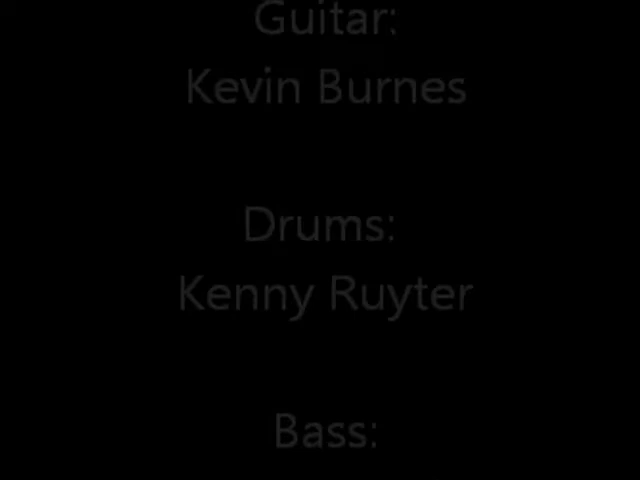 Guitar:
Kevin Burnes
Drums:
Kenny Ruyter
Bass: